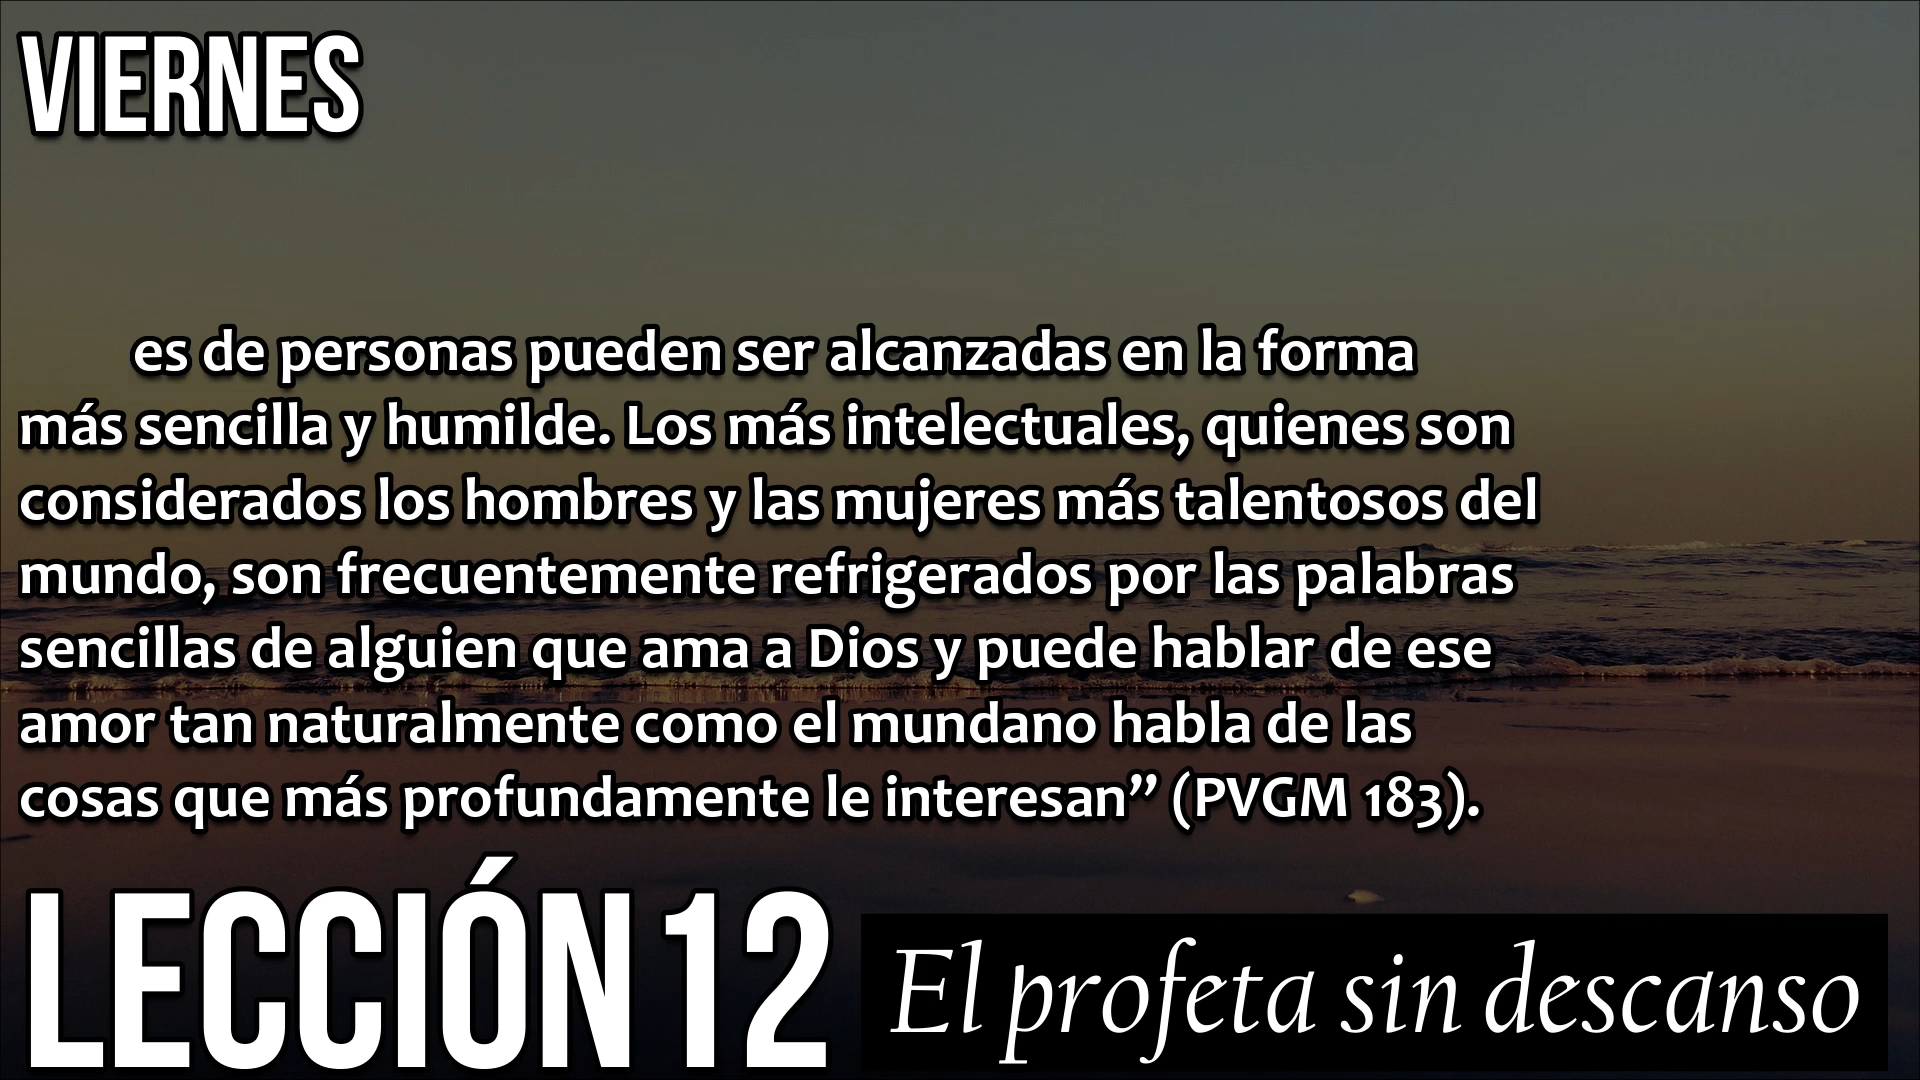 VIERNES
es de personas pueden ser alcanzadas en la forma
más sencilla y humilde. Los más intelectuales, quienes son
considerados los hombres y las mujeres más talentosos del
mundo, son frecuentemente refrigerados por las palabras
sencillas de alguien que ama a Dios y puede hablar de ese
amor tan naturalmente como el mundano habla de las
cosas que más profundamente le interesan” (PVGM 183).
LECCIÓN 12
El profeta sin descanso